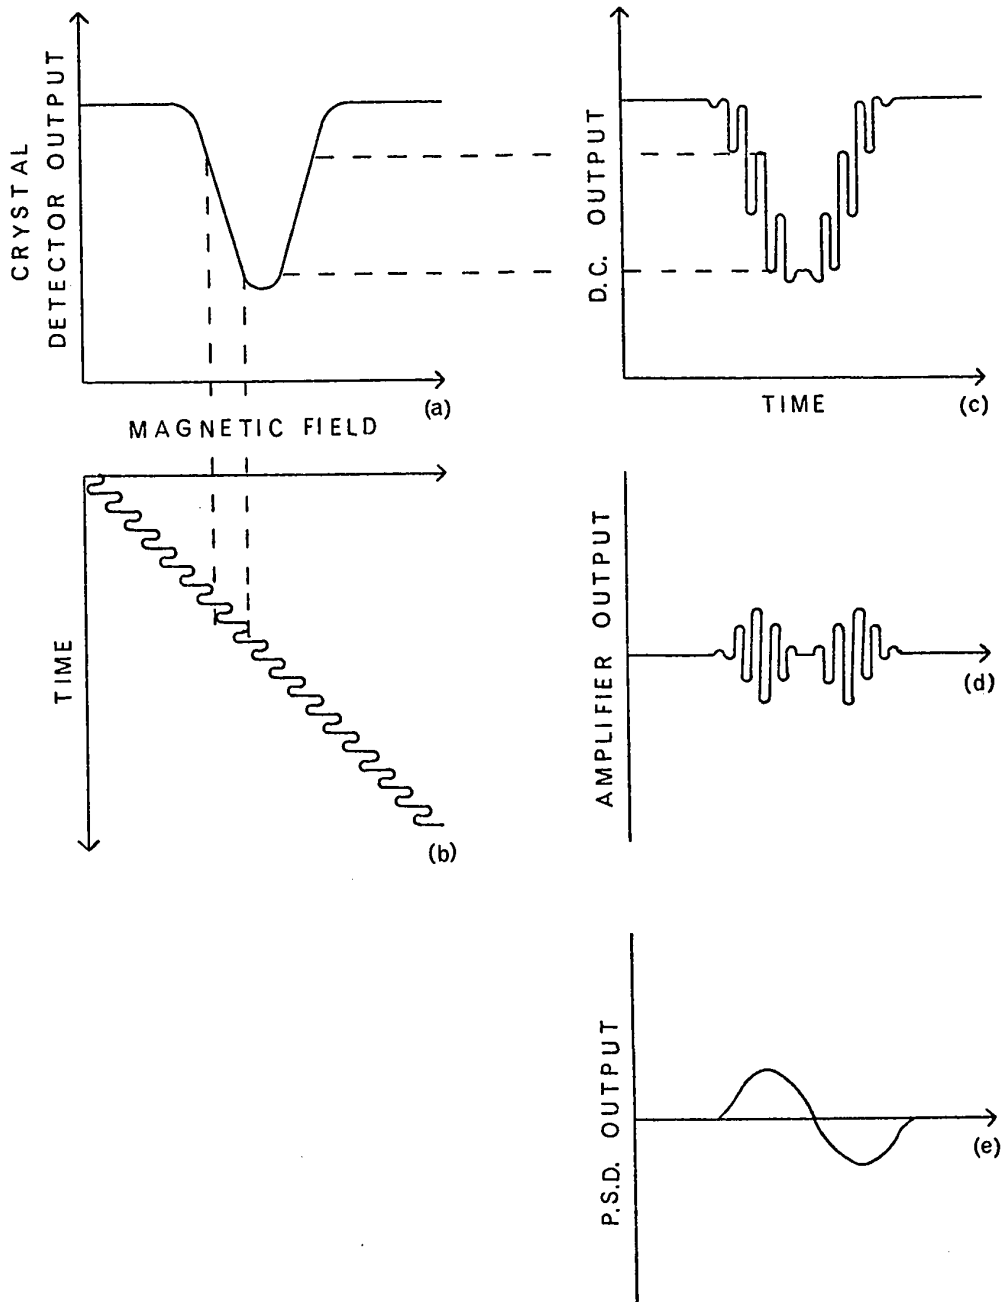 CRYSTAL
DETECTOR OUTPUT
(a)
MAGNETIC FIELD
TIME
(b)
D.C. OUTPUT
TIME
(c)
AMPLIFIER OUTPUT
(d)
P.S.D. OUTPUT
(e)